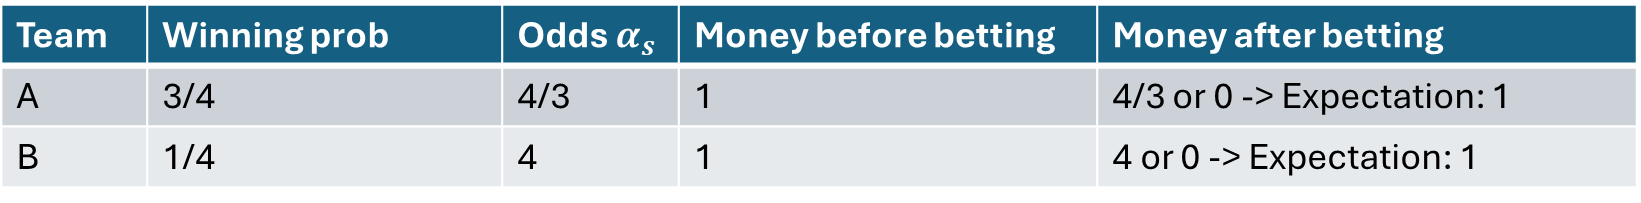 Team Winning prob Odds αₛ Money before betting Money after betting
A 3/4 4/3 1 4/3 or 0 -> Expectation: 1
B 1/4 4 1 4 or 0 -> Expectation: 1